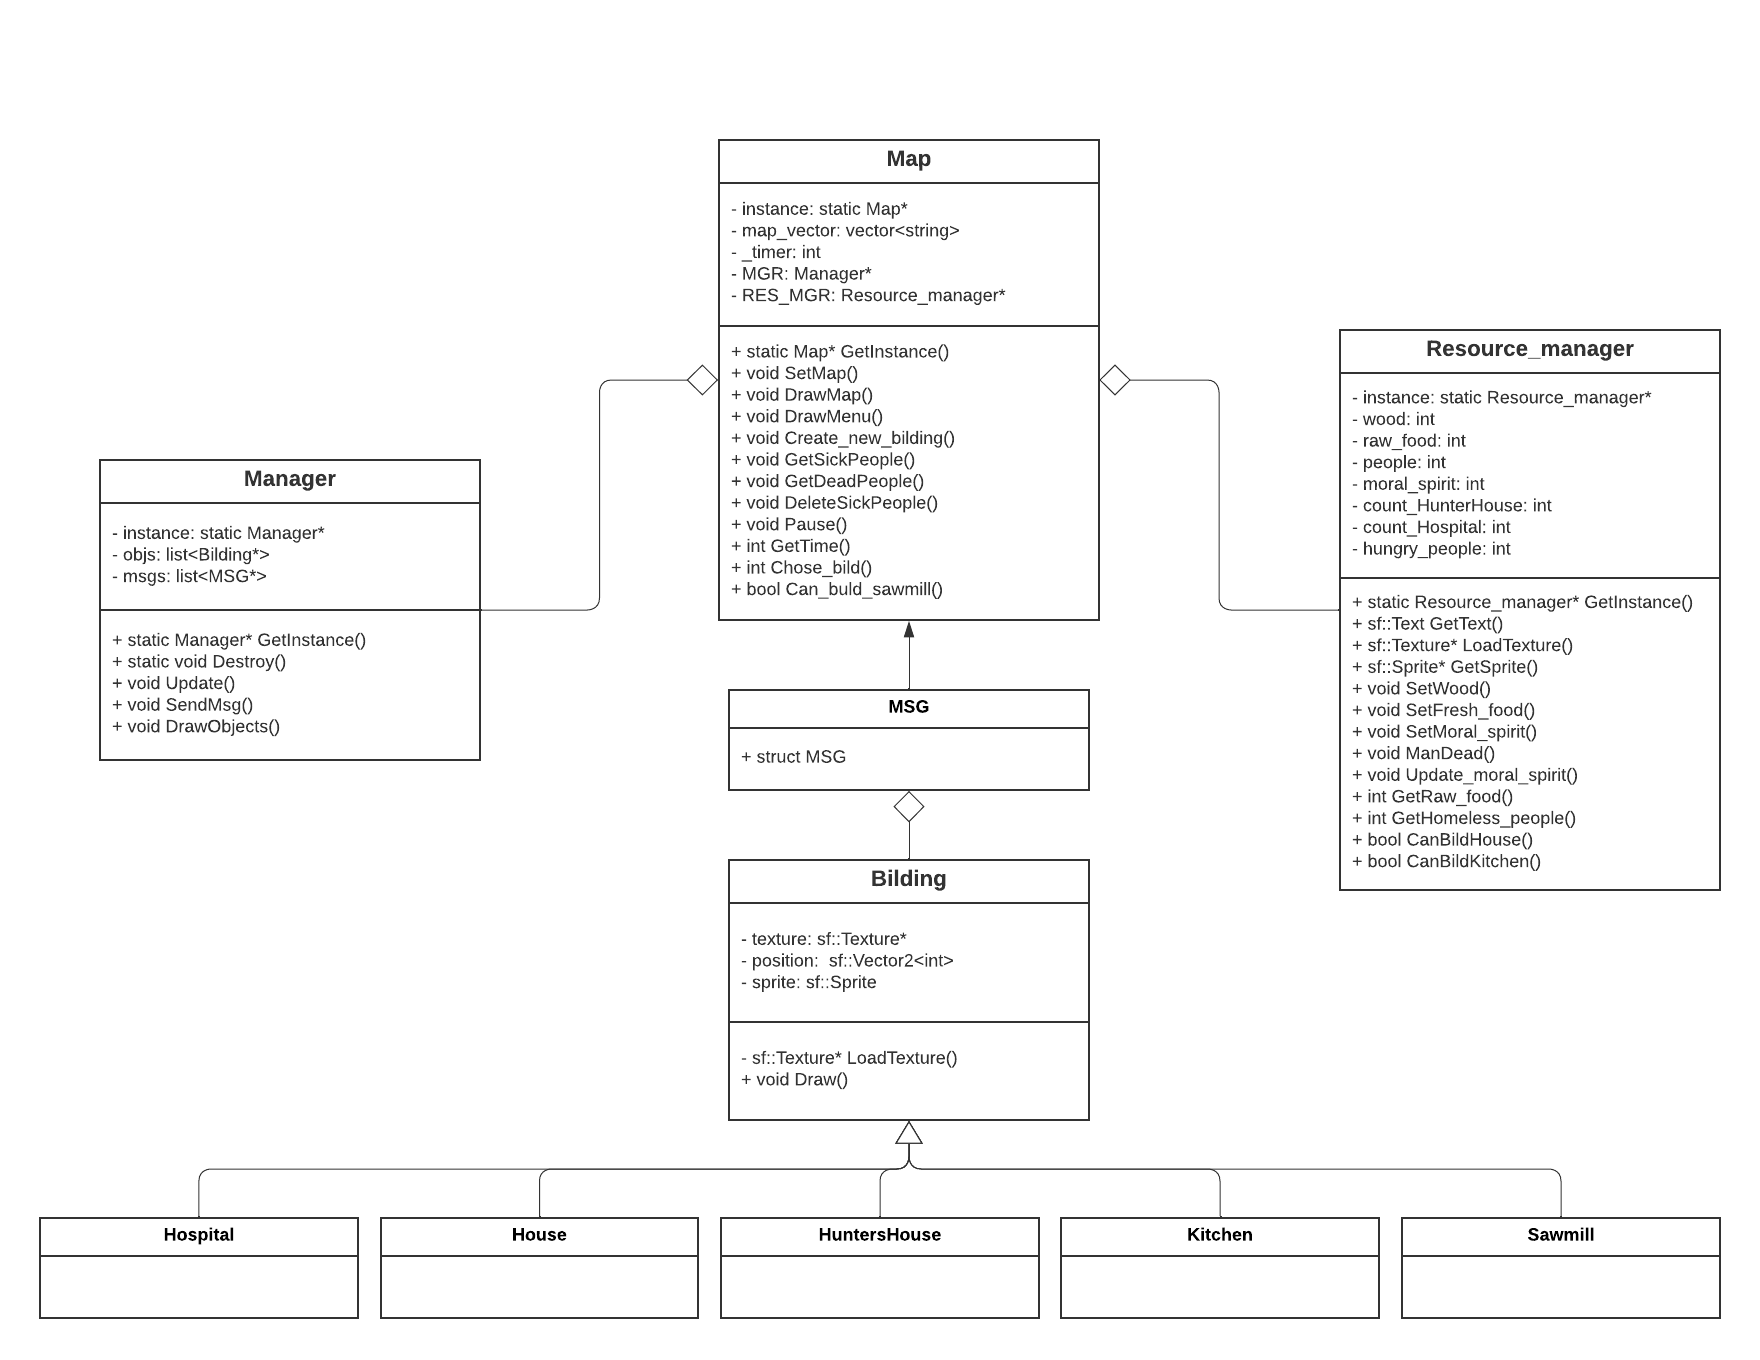 Map
- instance: static Map*
- map_vector: vector<string>
- _timer: int
- MGR: Manager*
- RES_MGR: Resource_manager*
+ static Map* GetInstance()
+ void SetMap()
+ void DrawMap()
+ void DrawMenu()
+ void Create_new_bilding()
+ void GetSickPeople()
+ void GetDeadPeople()
+ void DeleteSickPeople()
+ void Pause()
+ int GetTime()
+ int Chose_bild()
+ bool Can_buld_sawmill()
Resource_manager
- instance: static Resource_manager*
- wood: int
- raw_food: int
- people: int
- moral_spirit: int
- count_HunterHouse: int
- count_Hospital: int
- hungry_people: int
+ static Resource_manager* GetInstance()
+ sf::Text GetText()
+ sf::Texture* LoadTexture()
+ sf::Sprite* GetSprite()
+ void SetWood()
+ void SetFresh_food()
+ void SetMoral_spirit()
+ void ManDead()
+ void Update_moral_spirit()
+ int GetRaw_food()
+ int GetHomeless_people()
+ bool CanBildHouse()
+ bool CanBildKitchen()
Manager
- instance: static Manager*
- objs: list<Bilding*>
- msgs: list<MSG*>
+ static Manager* GetInstance()
+ static void Destroy()
+ void Update()
+ void SendMsg()
+ void DrawObjects()
MSG
+ struct MSG
Bilding
- texture: sf::Texture*
- position:  sf::Vector2<int>
- sprite: sf::Sprite
- sf::Texture* LoadTexture()
+ void Draw()
Hospital
House
HuntersHouse
Kitchen
Sawmill